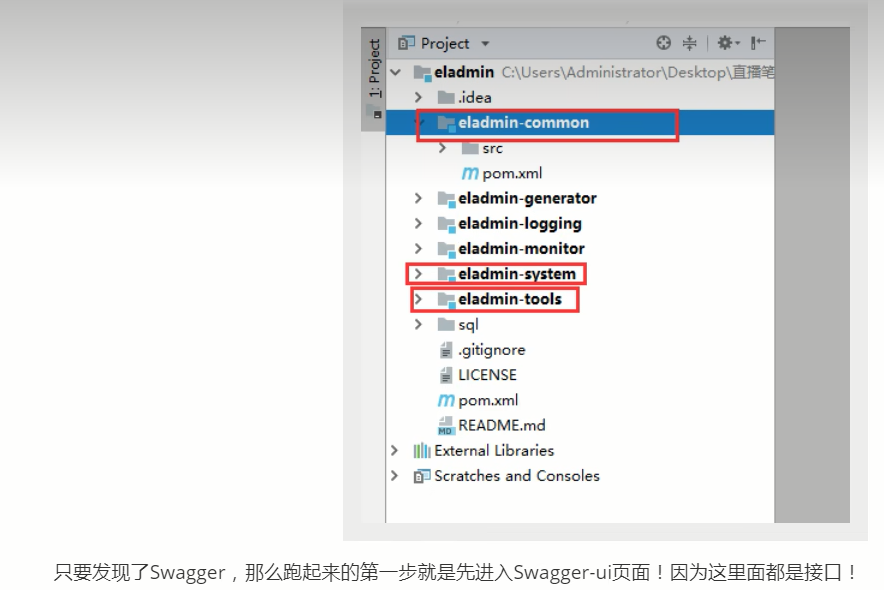 Project
1: Project
eladmin C:\Users\Administrator\Desktop\直播笔
.idea
eladmin-common
src
pom.xml
eladmin-generator
eladmin-logging
eladmin-monitor
eladmin-system
eladmin-tools
sql
.gitignore
LICENSE
pom.xml
README.md
External Libraries
Scratches and Consoles
只要发现了Swagger，那么跑起来的第一步就是先进入Swagger-ui页面！因为这里面都是接口！